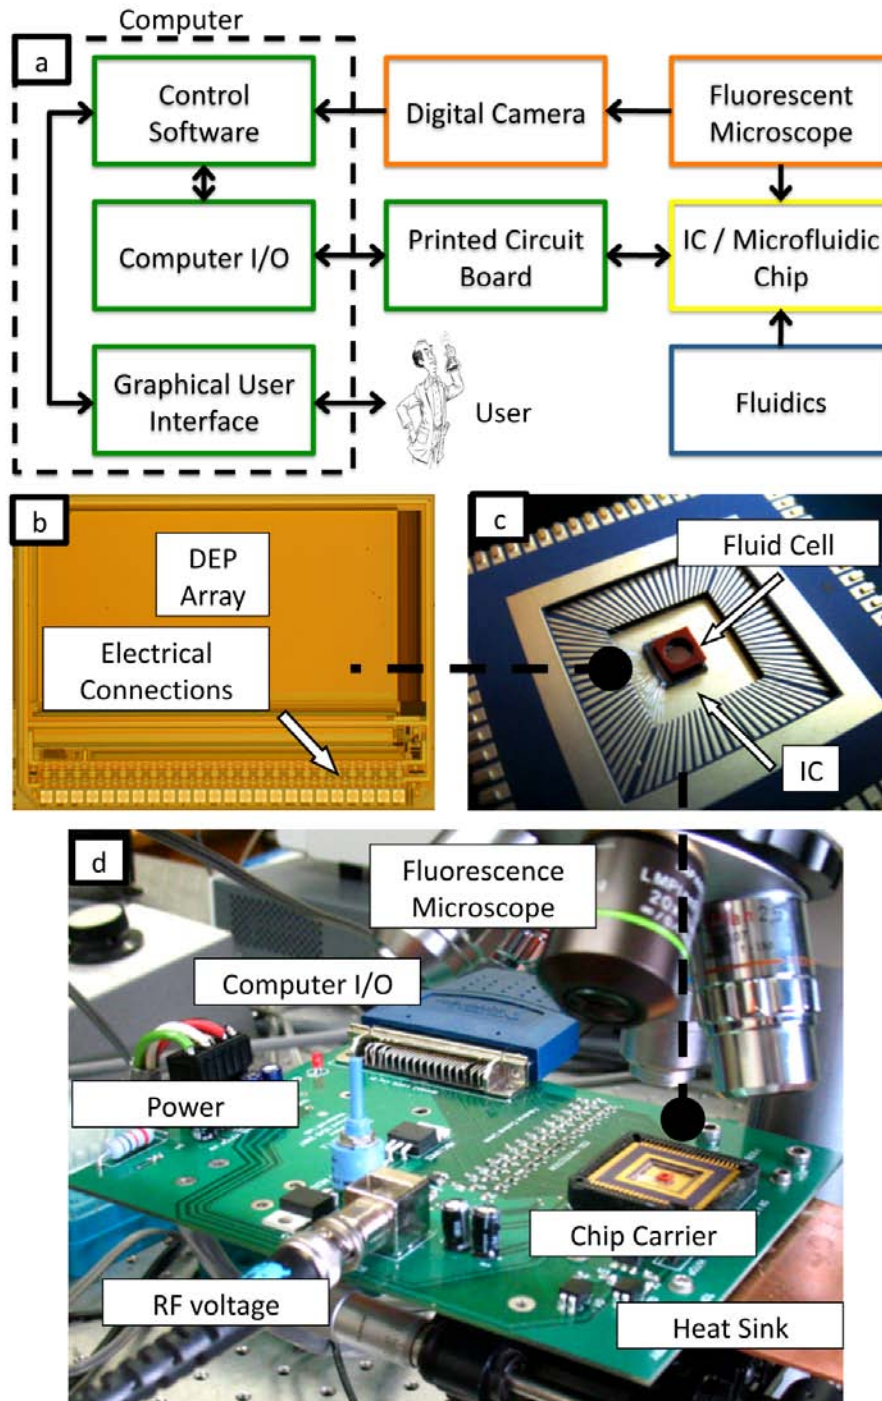 Computer
a
Control
Software
Digital Camera
Fluorescent
Microscope
Computer I/O
Printed Circuit
Board
IC / Microfluidic
Chip
Graphical User
Interface
User
Fluidics
b
DEP
Array
Electrical
Connections
c
Fluid Cell
IC
d
Fluorescence
Microscope
Computer I/O
Power
Chip Carrier
RF voltage
Heat Sink